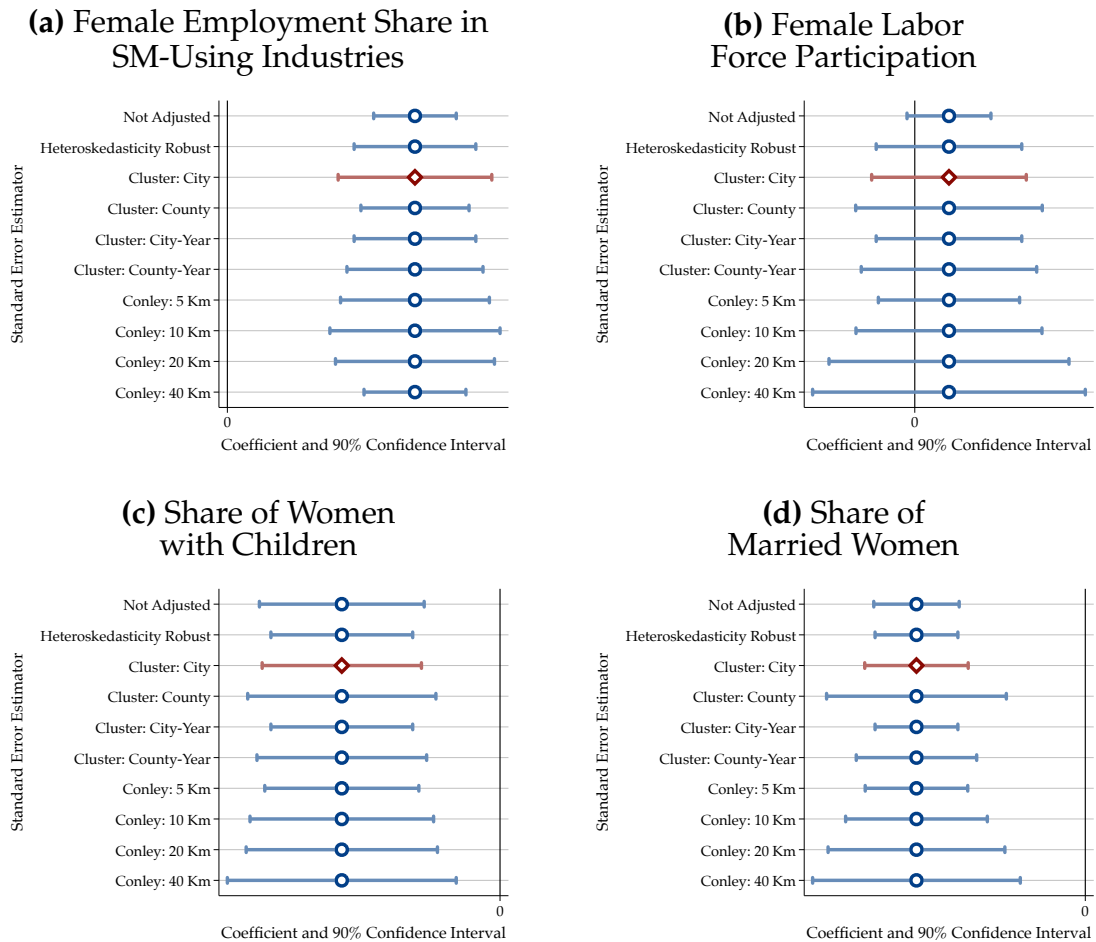 (a) Female Employment Share in
SM-Using Industries
Standard Error Estimator
Not Adjusted
Heteroskedasticity Robust
Cluster: City
Cluster: County
Cluster: City-Year
Cluster: County-Year
Conley: 5 Km
Conley: 10 Km
Conley: 20 Km
Conley: 40 Km
0
Coefficient and 90% Confidence Interval
(b) Female Labor
Force Participation
Standard Error Estimator
Not Adjusted
Heteroskedasticity Robust
Cluster: City
Cluster: County
Cluster: City-Year
Cluster: County-Year
Conley: 5 Km
Conley: 10 Km
Conley: 20 Km
Conley: 40 Km
0
Coefficient and 90% Confidence Interval
(c) Share of Women
with Children
Standard Error Estimator
Not Adjusted
Heteroskedasticity Robust
Cluster: City
Cluster: County
Cluster: City-Year
Cluster: County-Year
Conley: 5 Km
Conley: 10 Km
Conley: 20 Km
Conley: 40 Km
0
Coefficient and 90% Confidence Interval
(d) Share of
Married Women
Standard Error Estimator
Not Adjusted
Heteroskedasticity Robust
Cluster: City
Cluster: County
Cluster: City-Year
Cluster: County-Year
Conley: 5 Km
Conley: 10 Km
Conley: 20 Km
Conley: 40 Km
0
Coefficient and 90% Confidence Interval